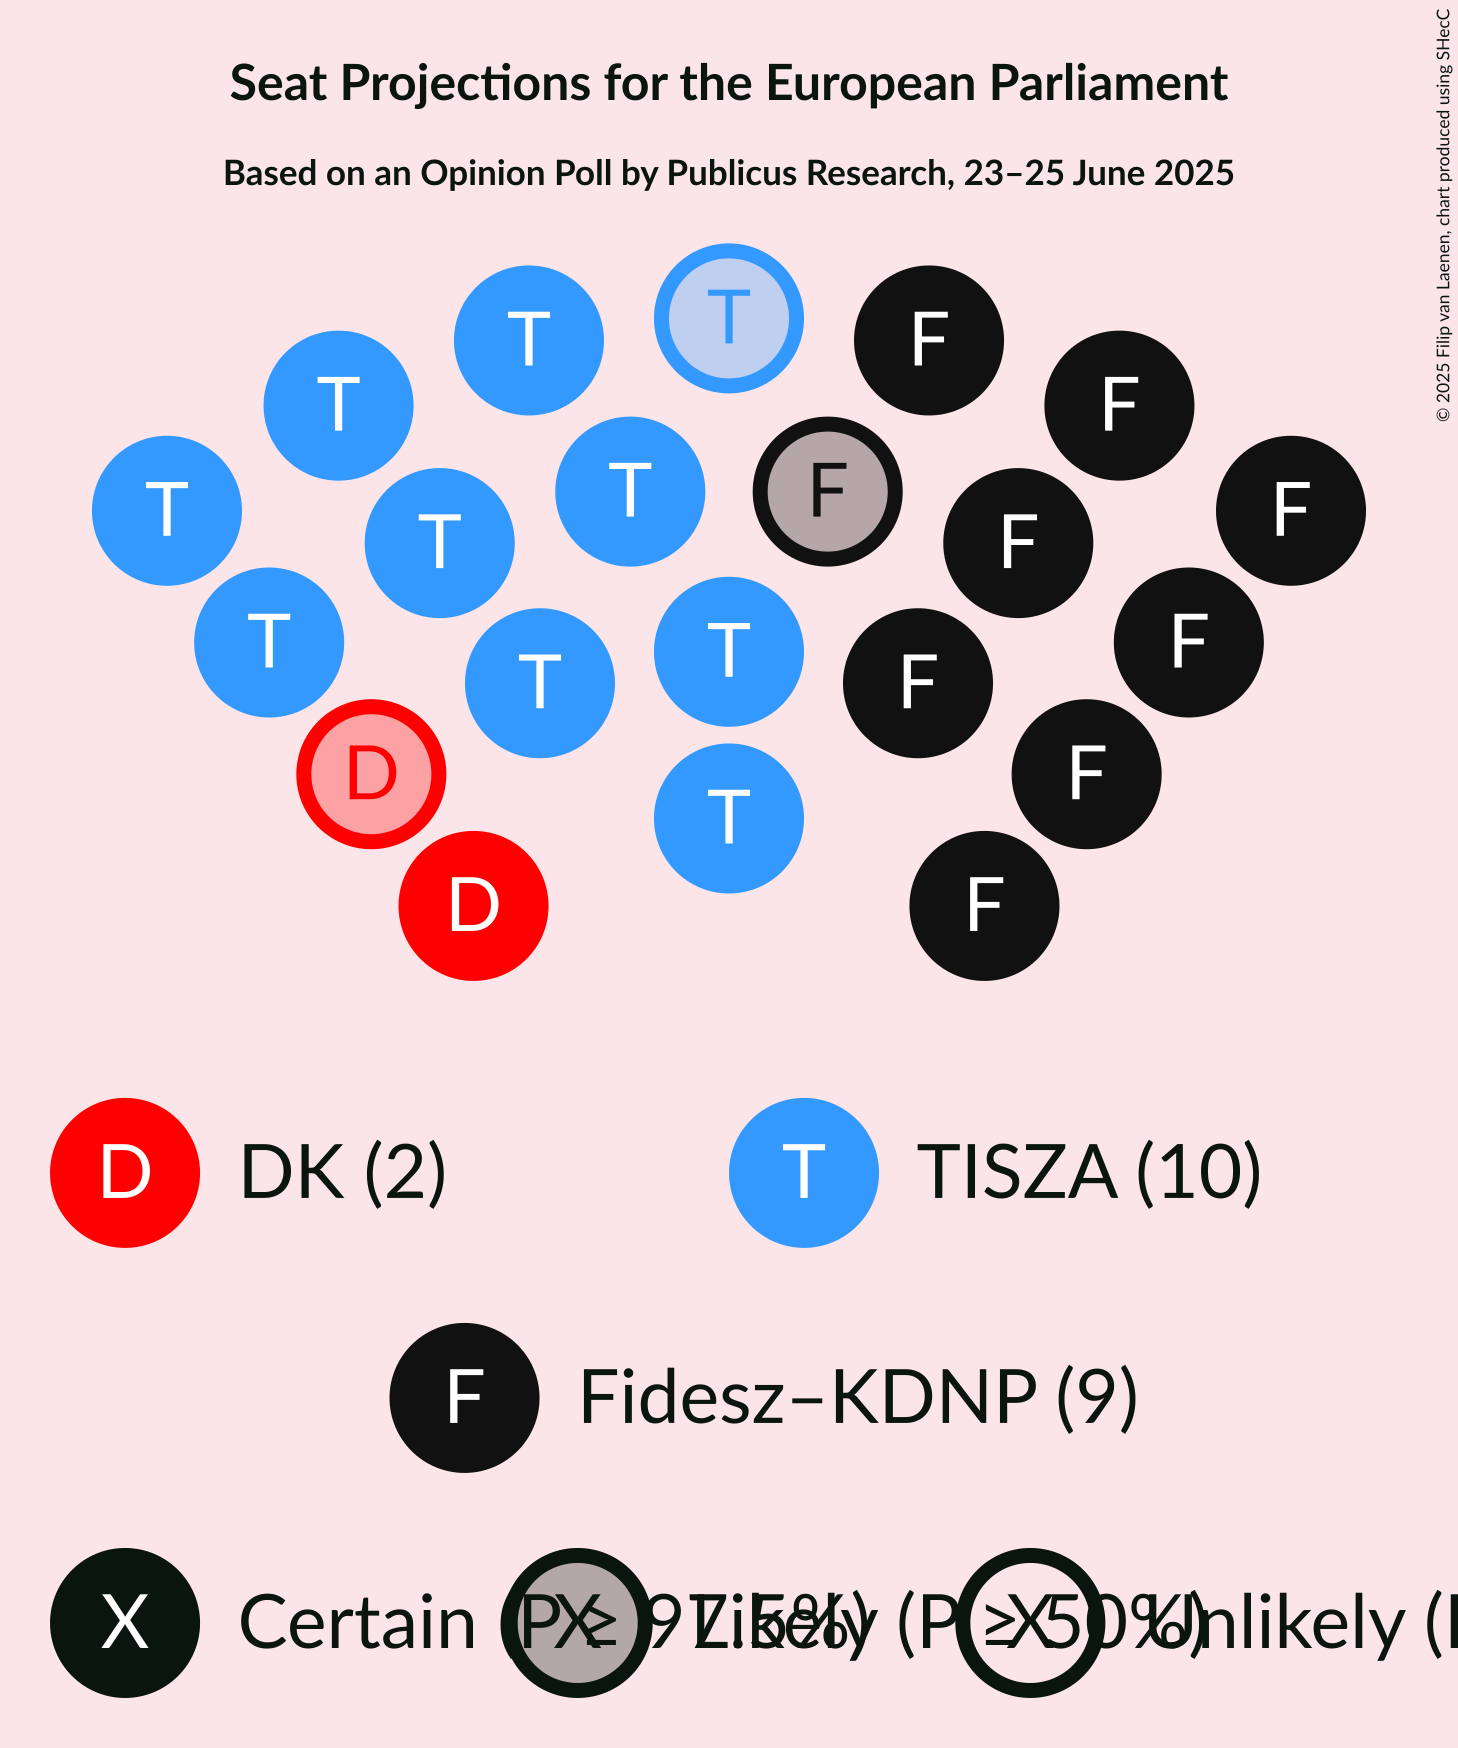 Seat Projections for the European Parliament
Based on an Opinion Poll by Publicus Research, 23–25 June 2025
© 2025 Filip van Laenen, chart produced using SHecC
T
T T
T F
F F
T F
T F
T F
T F
T T
F
D F
T
D F
D DK (2) T TISZA (10)
F Fidesz–KDNP (9)
X Certain (P ≥ 97.5%) X Likely (P ≥ 50%) X Unlikely (